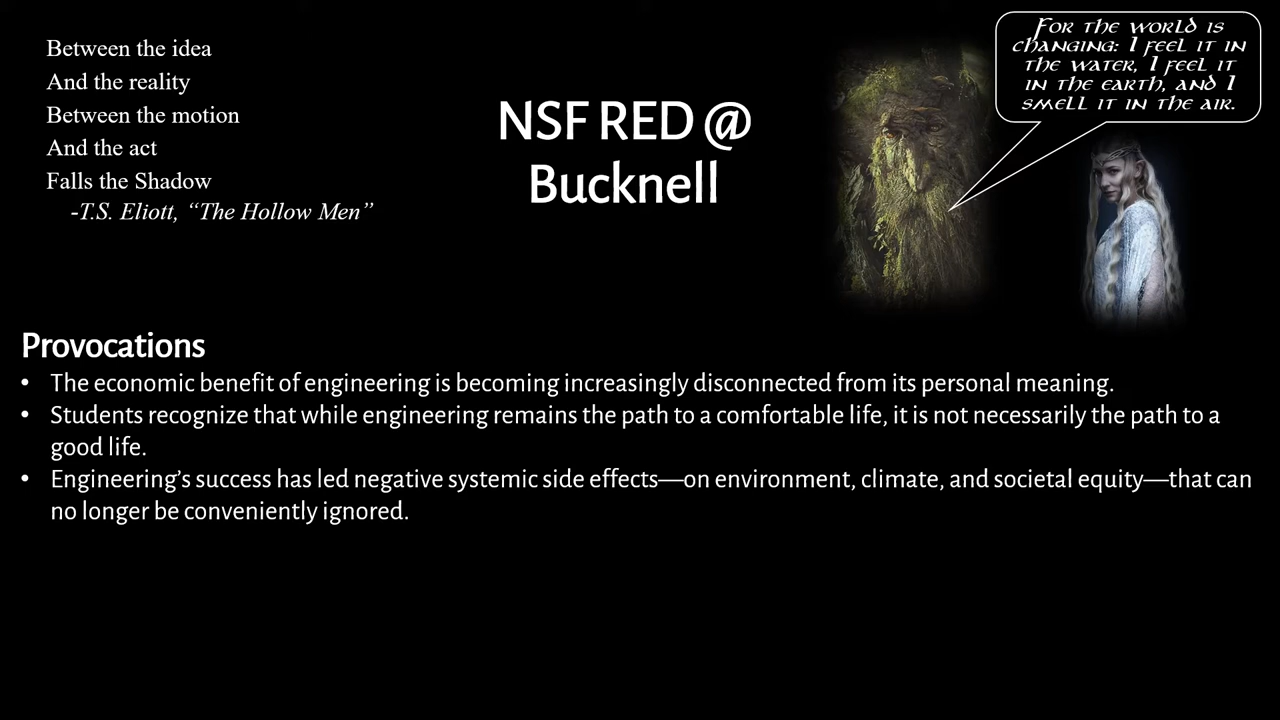 Between the idea
And the reality
Between the motion
And the act
Falls the Shadow
-T.S. Eliott, “The Hollow Men”
NSF RED @
Bucknell
For the world is
changing: I feel it in
the water, I feel it
in the earth, and I
smell it in the air.
Provocations
• The economic benefit of engineering is becoming increasingly disconnected from its personal meaning.
• Students recognize that while engineering remains the path to a comfortable life, it is not necessarily the path to a
good life.
• Engineering’s success has led negative systemic side effects—on environment, climate, and societal equity—that can
no longer be conveniently ignored.